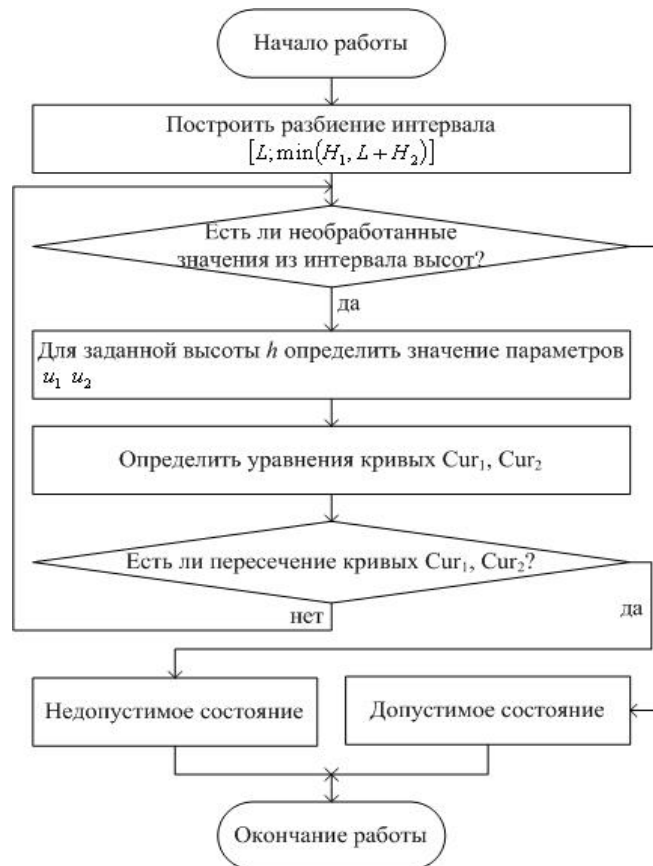 Начало работы
Построить разбиение интервала
[L; min(H₁, L + H₂)]
Есть ли необработанные
значения из интервала высот?
да
Для заданной высоты h определить значение параметров
u₁ u₂
Определить уравнения кривых Cur₁, Cur₂
Есть ли пересечение кривых Cur₁, Cur₂?
нет
да
Недопустимое состояние
Допустимое состояние
Окончание работы